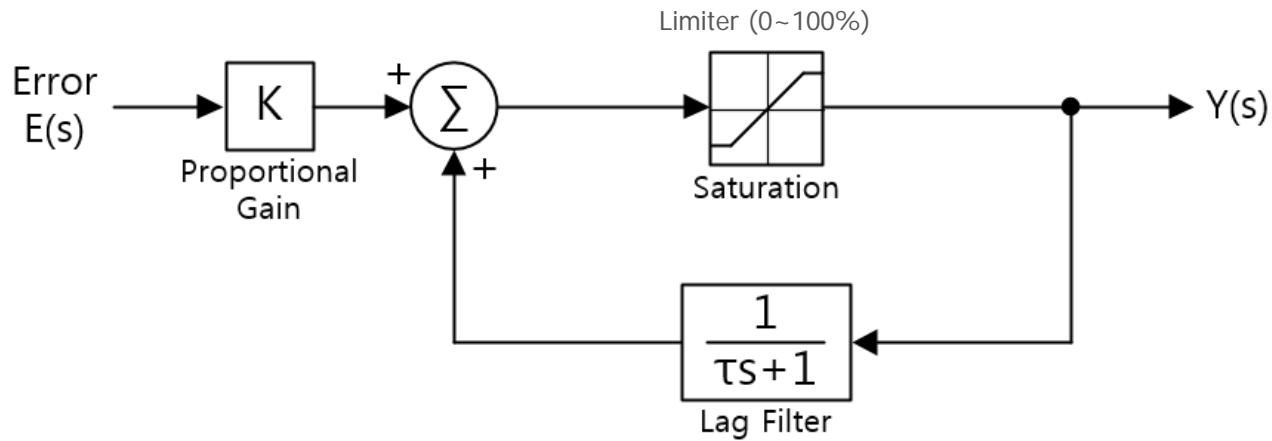 Limiter (0~100%)
Error
E(s)
K
+
∑
+
Y(s)
Proportional
Gain
Saturation
1
τs+1
Lag Filter